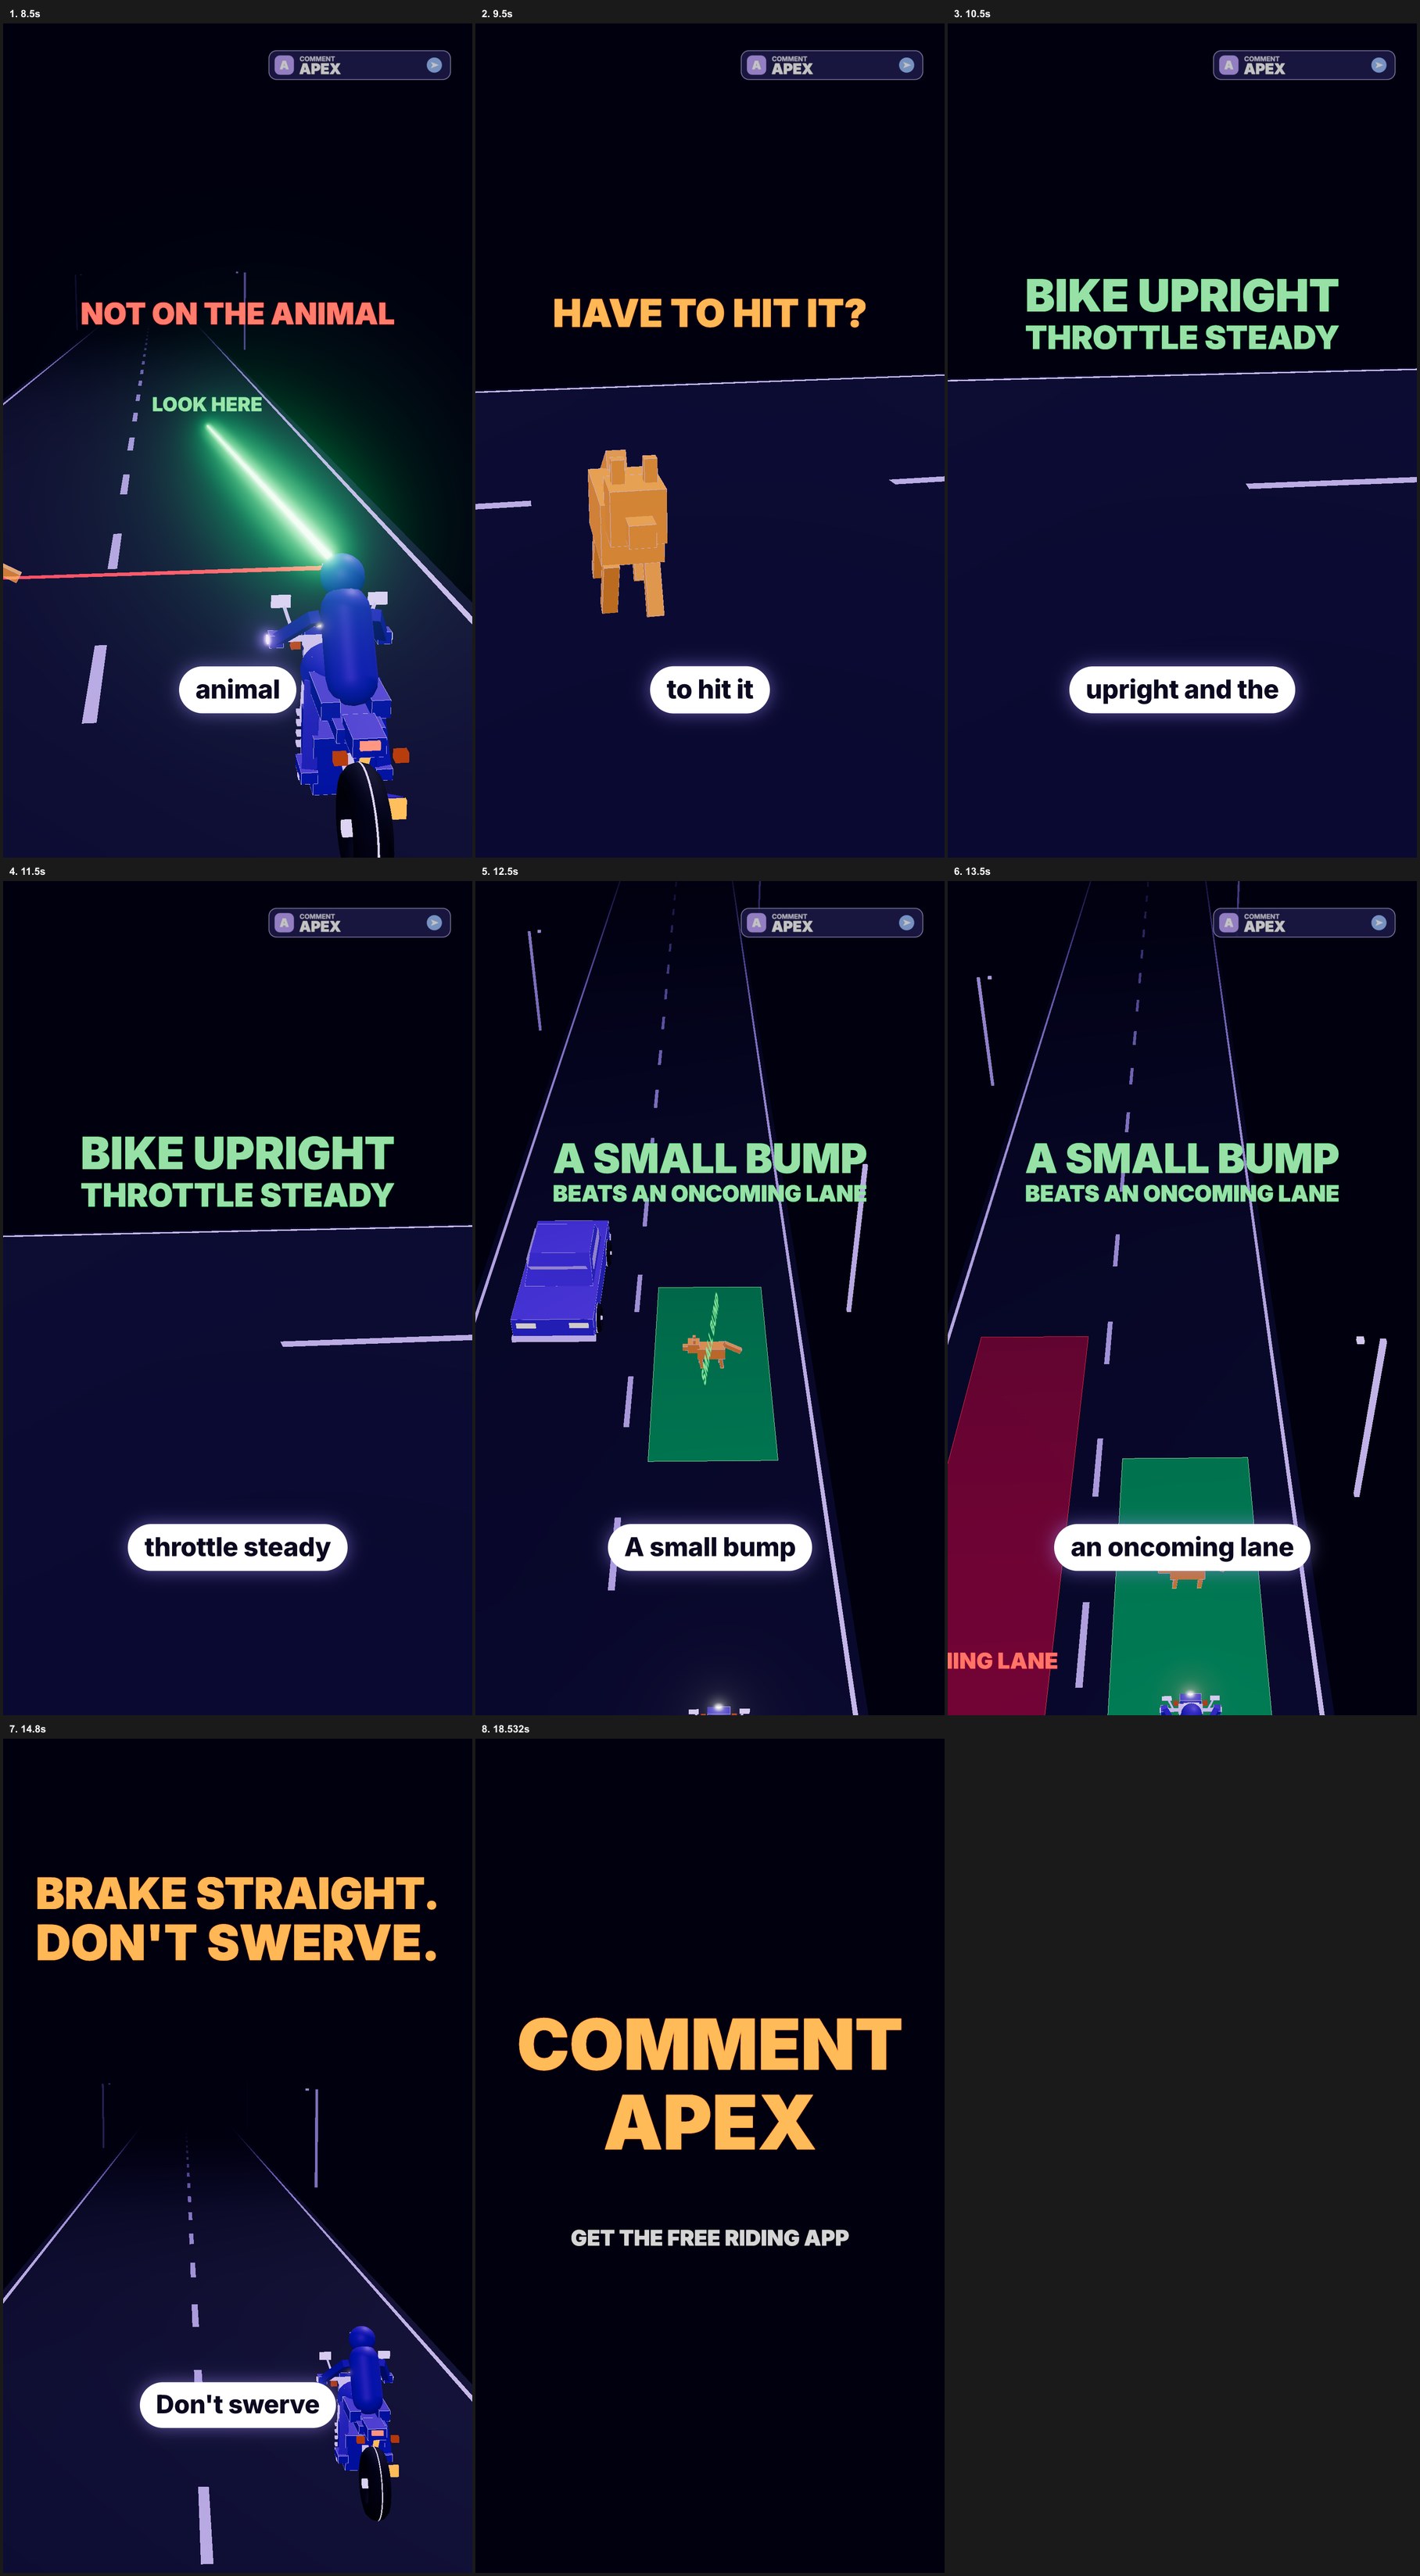 1. 8.5s
A
COMMENT
APEX
NOT ON THE ANIMAL
LOOK HERE
animal
2. 9.5s
A
COMMENT
APEX
HAVE TO HIT IT?
to hit it
3. 10.5s
A
COMMENT
APEX
BIKE UPRIGHT
THROTTLE STEADY
upright and the
4. 11.5s
A
COMMENT
APEX
BIKE UPRIGHT
THROTTLE STEADY
throttle steady
5. 12.5s
A
COMMENT
APEX
A SMALL BUMP
BEATS AN ONCOMING LANE
A small bump
6. 13.5s
A
COMMENT
APEX
A SMALL BUMP
BEATS AN ONCOMING LANE
an oncoming lane
ING LANE
7. 14.8s
BRAKE STRAIGHT.
DON'T SWERVE.
Don't swerve
8. 18.532s
COMMENT
APEX
GET THE FREE RIDING APP